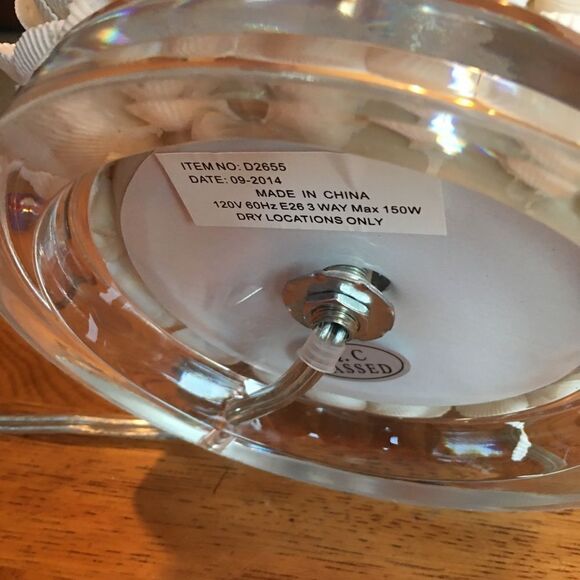 ITEM NO: D2655
DATE: 09-2014
MADE IN CHINA
120V 60Hz E26 3 WAY Max 150W
DRY LOCATIONS ONLY